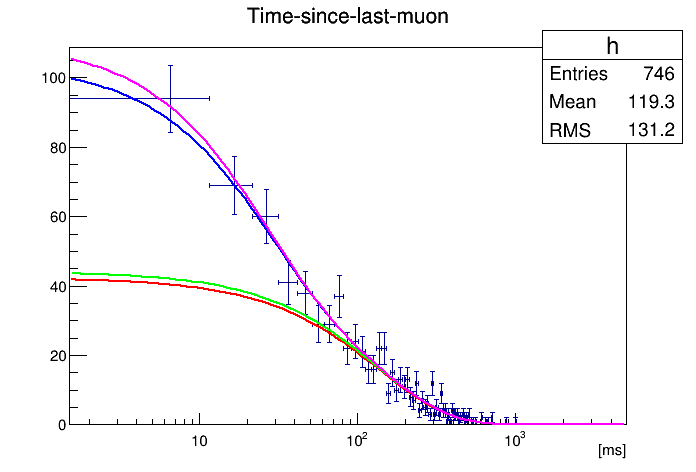 Time-since-last-muon
h
Entries 746
Mean 119.3
RMS 131.2
100
80
60
40
20
0
10
10²
10³
[ms]